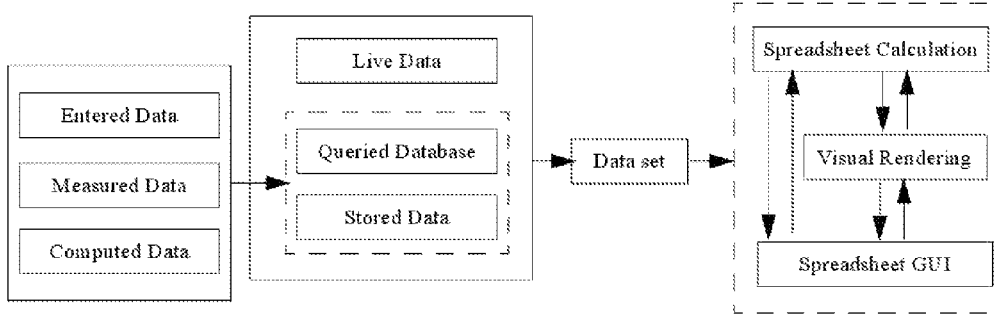 Entered Data
Measured Data
Computed Data
Live Data
Queried Database
Stored Data
Data set
Spreadsheet Calculation
Visual Rendering
Spreadsheet GUI